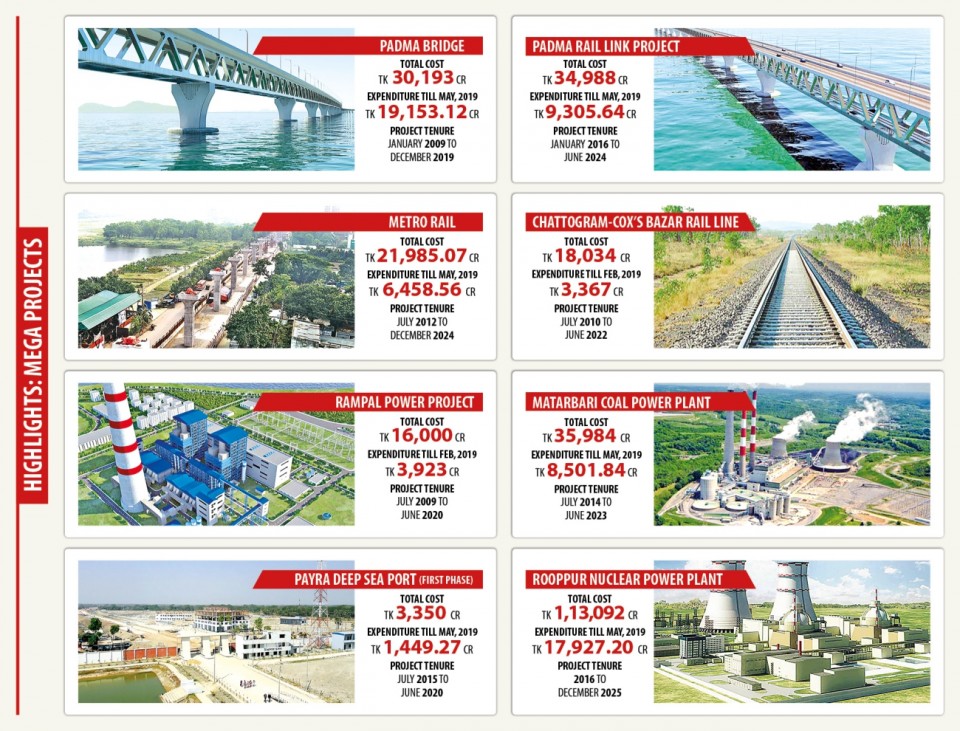 HIGHLIGHTS: MEGA PROJECTS
PADMA BRIDGE
TOTAL COST
TK 30,193 CR
EXPENDITURE TILL MAY, 2019
TK 19,153.12 CR
PROJECT TENURE
JANUARY 2009 TO
DECEMBER 2019
PADMA RAIL LINK PROJECT
TOTAL COST
TK 34,988 CR
EXPENDITURE TILL MAY, 2019
TK 9,305.64 CR
PROJECT TENURE
JANUARY 2016 TO
JUNE 2024
METRO RAIL
TOTAL COST
TK 21,985.07 CR
EXPENDITURE TILL MAY, 2019
TK 6,458.56 CR
PROJECT TENURE
JULY 2012 TO
DECEMBER 2024
CHATTOGRAM-COX'S BAZAR RAIL LINE
TOTAL COST
TK 18,034 CR
EXPENDITURE TILL FEB, 2019
TK 3,367 CR
PROJECT TENURE
JULY 2010 TO
JUNE 2022
RAMPAL POWER PROJECT
TOTAL COST
TK 16,000 CR
EXPENDITURE TILL FEB, 2019
TK 3,923 CR
PROJECT TENURE
JULY 2009 TO
JUNE 2020
MATARBARI COAL POWER PLANT
TOTAL COST
TK 35,984 CR
EXPENDITURE TILL MAY, 2019
TK 8,501.84 CR
PROJECT TENURE
JULY 2014 TO
JUNE 2023
PAYRA DEEP SEA PORT (FIRST PHASE)
TOTAL COST
TK 3,350 CR
EXPENDITURE TILL MAY, 2019
TK 1,449.27 CR
PROJECT TENURE
JULY 2015 TO
JUNE 2020
ROOPPUR NUCLEAR POWER PLANT
TOTAL COST
TK 1,13,092 CR
EXPENDITURE TILL MAY, 2019
TK 17,927.20 CR
PROJECT TENURE
2016 TO
DECEMBER 2025